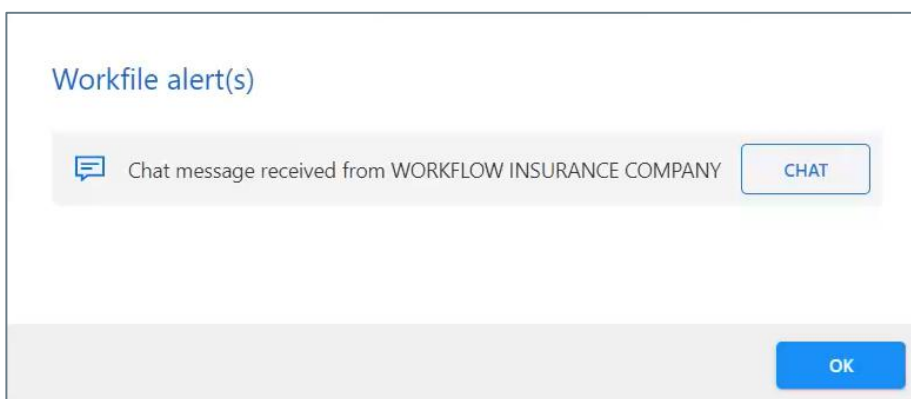 Workfile alert(s)
Chat message received from WORKFLOW INSURANCE COMPANY CHAT
OK